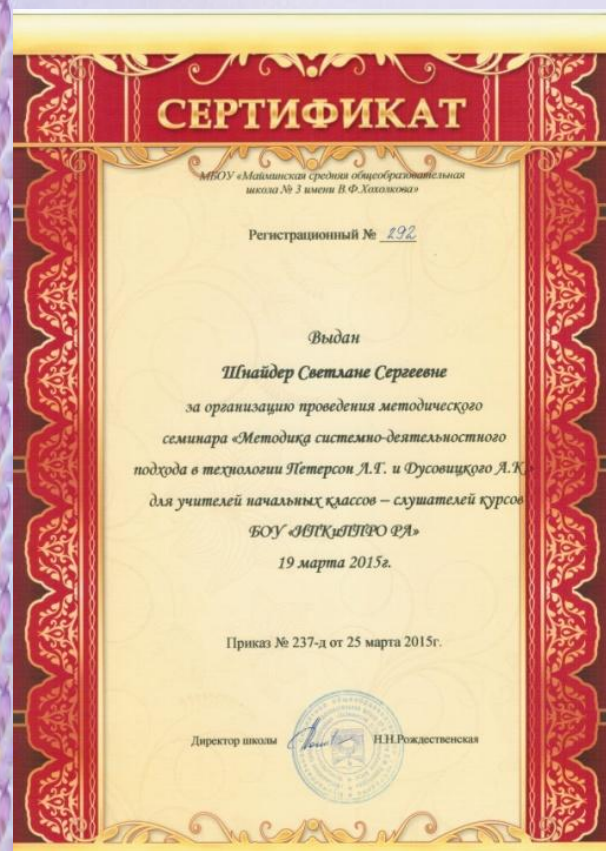 СЕРТИФИКАТ
МБОУ «Майминская средняя общеобразовательная
школа № 3 имени В.Ф.Хохолкова»
Регистрационный № 292
Выдан
Шнайдер Светлане Сергеевне
за организацию проведения методического
семинара «Методика системно-деятельностного
подхода в технологии Петерсон Л.Г. и Дусовицкого А.К.»
для учителей начальных классов – слушателей курсов
БОУ «ИПКиППРО РА»
19 марта 2015г.
Приказ № 237-д от 25 марта 2015г.
Директор школы Н.Н.Рождественская